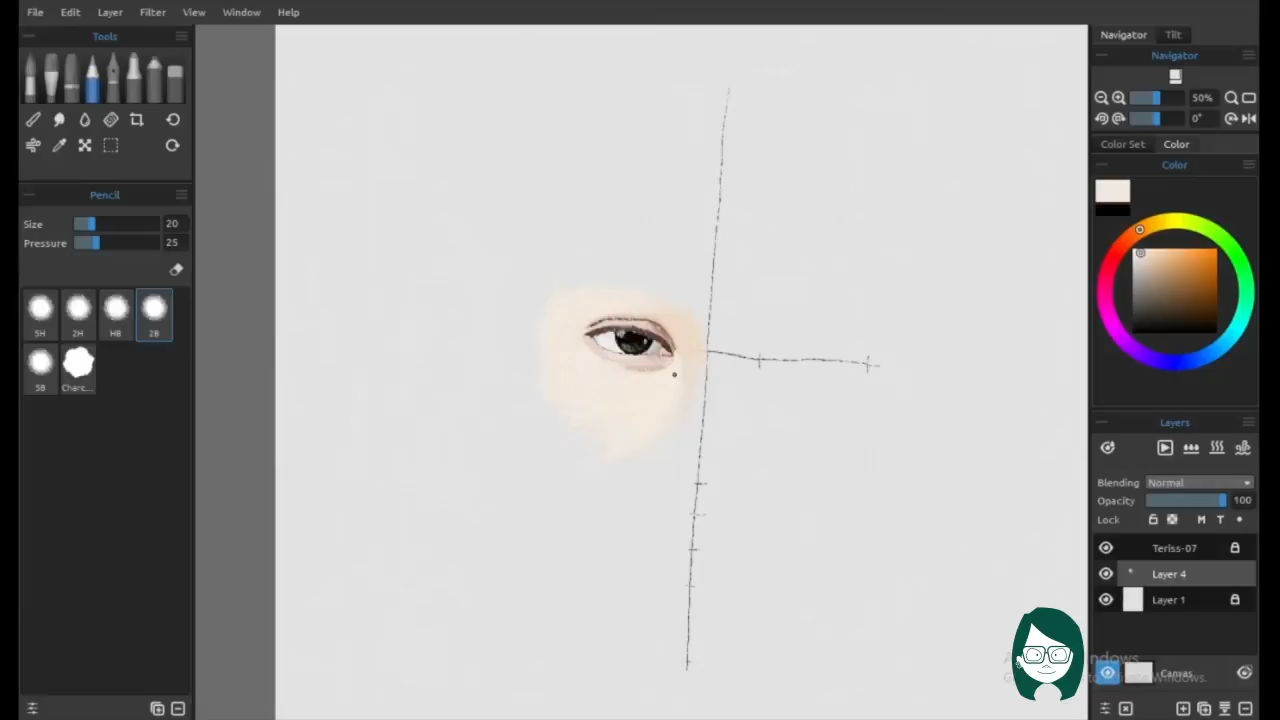 File Edit Layer Filter View Window Help
Tools
Pencil
Size 20
Pressure 25
5H 2H HB 2B
5B Charc...
Navigator Tilt
Navigator
50%
0°
Color Set Color
Color
Layers
Blending Normal
Opacity 100
Lock M T
Teriss-07
Layer 4
Layer 1
Canvas